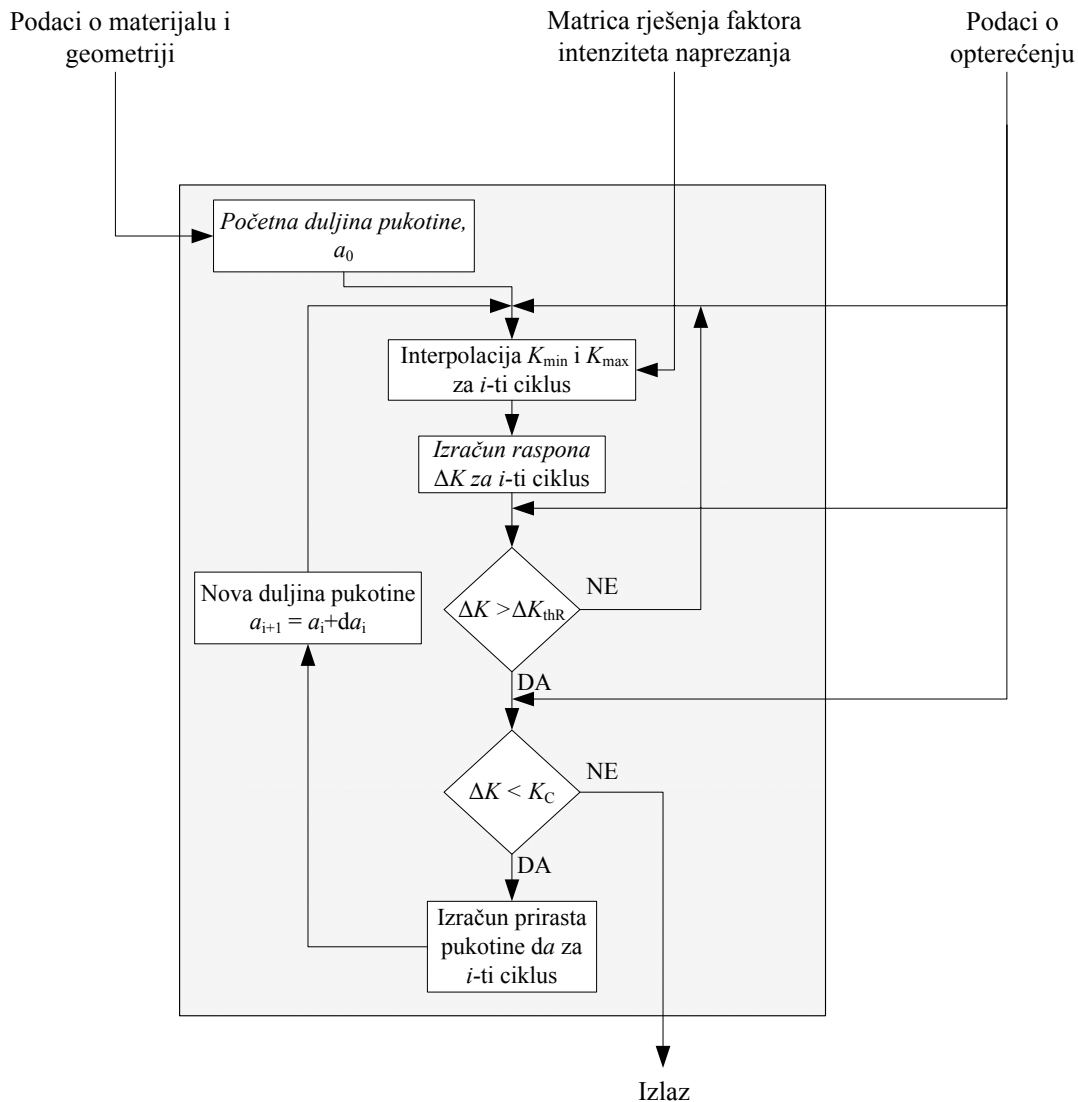 Podaci o materijalu i
geometriji
Matrica rješenja faktora
intenziteta naprezanja
Podaci o
opterećenju
Početna duljina pukotine,
a₀
Interpolacija Kmin i Kmax
za i-ti ciklus
Izračun raspona
ΔK za i-ti ciklus
Nova duljina pukotine
aᵢ₊₁ = aᵢ+daᵢ
ΔK >ΔKthR
NE
DA
ΔK < KC
NE
DA
Izračun prirasta
pukotine da za
i-ti ciklus
Izlaz